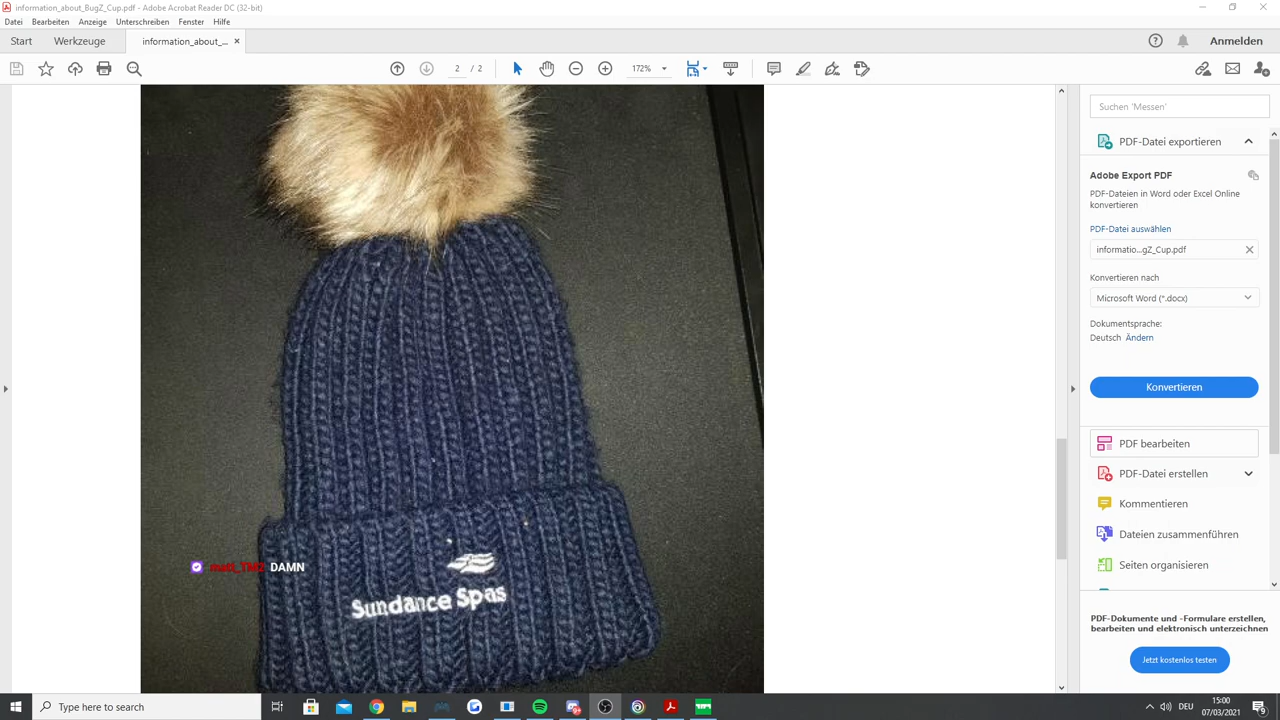 information_about_BugZ_Cup.pdf - Adobe Acrobat Reader DC (32-bit)
Datei Bearbeiten Anzeige Unterschreiben Fenster Hilfe
Start Werkzeuge information_about_... × Anmelden
2 / 2 172%
Suchen 'Messen'
PDF-Datei exportieren
Adobe Export PDF
PDF-Dateien in Word oder Excel Online
konvertieren
PDF-Datei auswählen
informatio...gZ_Cup.pdf
Konvertieren nach
Microsoft Word (*.docx)
Dokumentsprache:
Deutsch Ändern
Konvertieren
PDF bearbeiten
PDF-Datei erstellen
Kommentieren
Dateien zusammenführen
Seiten organisieren
PDF-Dokumente und -Formulare erstellen,
bearbeiten und elektronisch unterzeichnen
Jetzt kostenlos testen
DAMN
Sundance Spas
Type here to search
DEU
15:00
07/03/2021